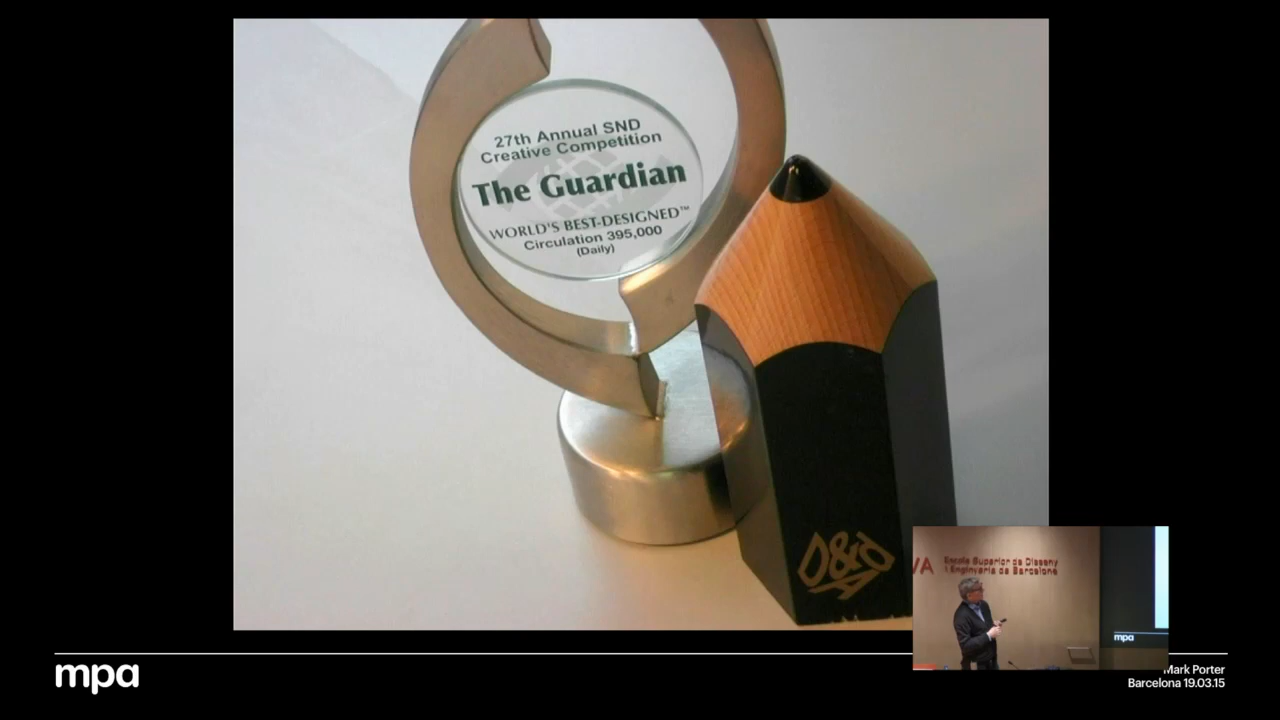 27th Annual SND
Creative Competition
The Guardian
WORLD'S BEST-DESIGNED™
Circulation 395,000
(Daily)
D&AD
VA
Escola Superior de Disseny
i Enginyeria de Barcelona
mpa
mpa
Mark Porter
Barcelona 19.03.15